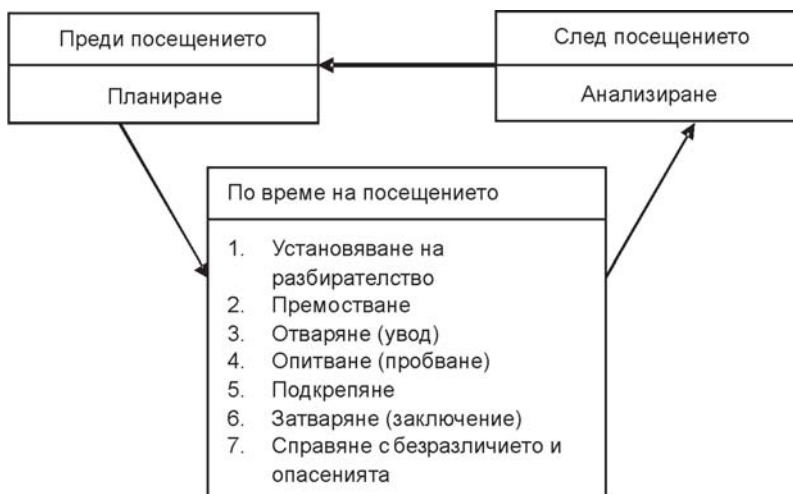 Преди посещението
Планиране
След посещението
Анализиране
По време на посещението
1. Установяване на
разбирателство
2. Премостване
3. Отваряне (увод)
4. Опитване (пробване)
5. Подкрепяне
6. Затваряне (заключение)
7. Справяне с безразличието и
опасенията